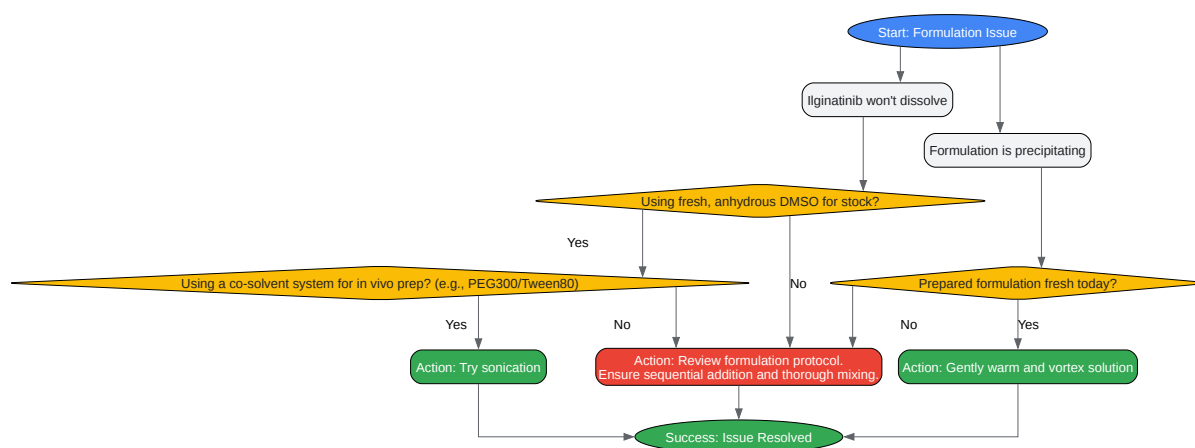 Start: Formulation Issue
Ilginatinib won't dissolve
Formulation is precipitating
Using fresh, anhydrous DMSO for stock?
Yes
Using a co-solvent system for in vivo prep? (e.g., PEG300/Tween80)
No
Prepared formulation fresh today?
Yes
No
No
Yes
Action: Try sonication
Action: Review formulation protocol.
Ensure sequential addition and thorough mixing.
Action: Gently warm and vortex solution
Success: Issue Resolved